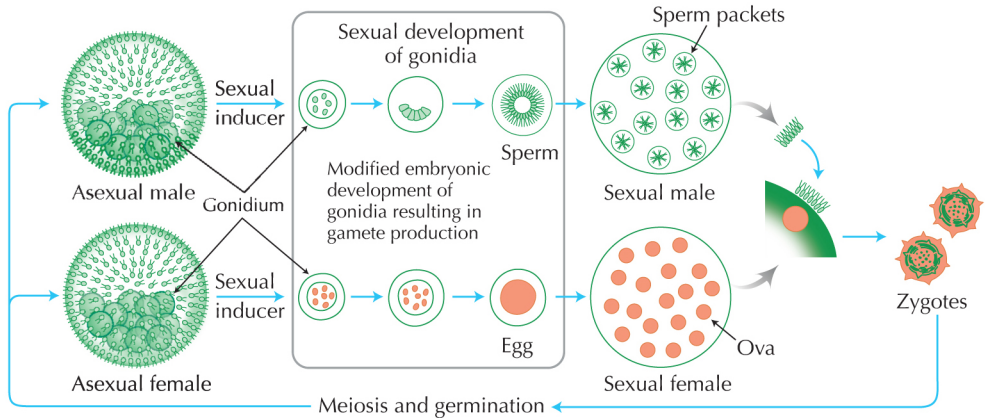 Sperm packets
Sexual development
of gonidia
Sexual
inducer
Sperm
Asexual male
Sexual male
Modified embryonic
development of
gonidia resulting in
gamete production
Gonidium
Sexual
inducer
Zygotes
Egg
Ova
Asexual female
Sexual female
Meiosis and germination